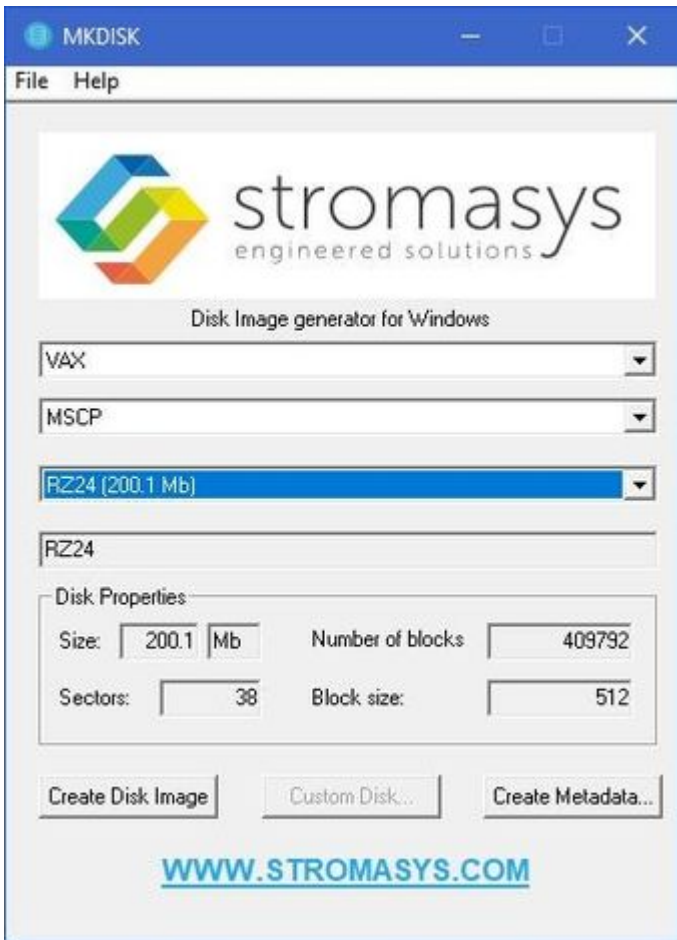 MKDISK
File Help
stromasys
engineered solutions
Disk Image generator for Windows
VAX
MSCP
RZ24 (200.1 Mb)
RZ24
Disk Properties
Size: 200.1 Mb Number of blocks 409792
Sectors: 38 Block size: 512
Create Disk Image Custom Disk... Create Metadata...
WWW.STROMASYS.COM